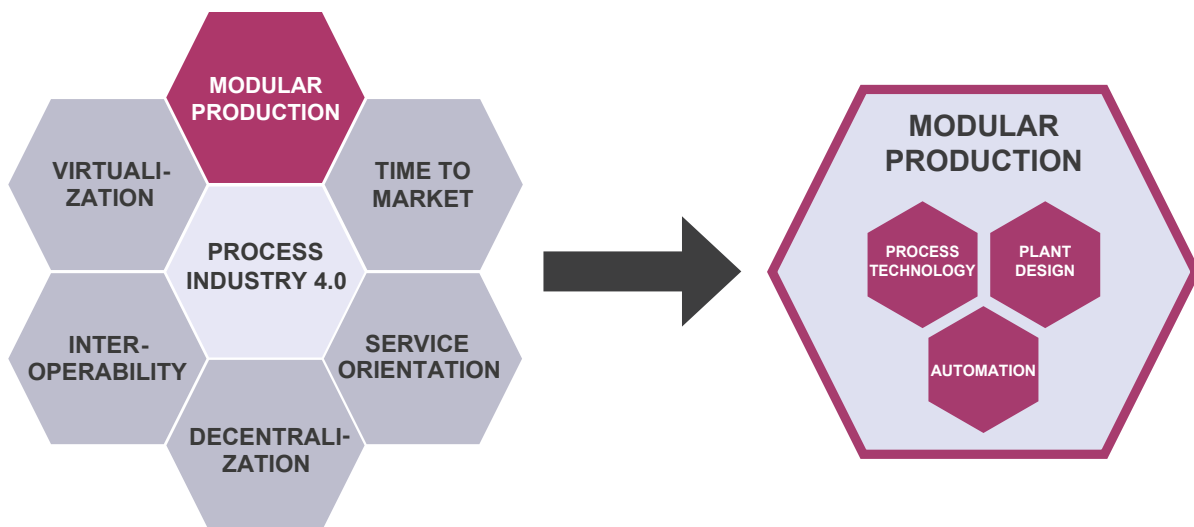 MODULAR
PRODUCTION
VIRTUALI-
ZATION
TIME TO
MARKET
PROCESS
INDUSTRY 4.0
INTER-
OPERABILITY
SERVICE
ORIENTATION
DECENTRALI-
ZATION
MODULAR
PRODUCTION
PROCESS
TECHNOLOGY
PLANT
DESIGN
AUTOMATION